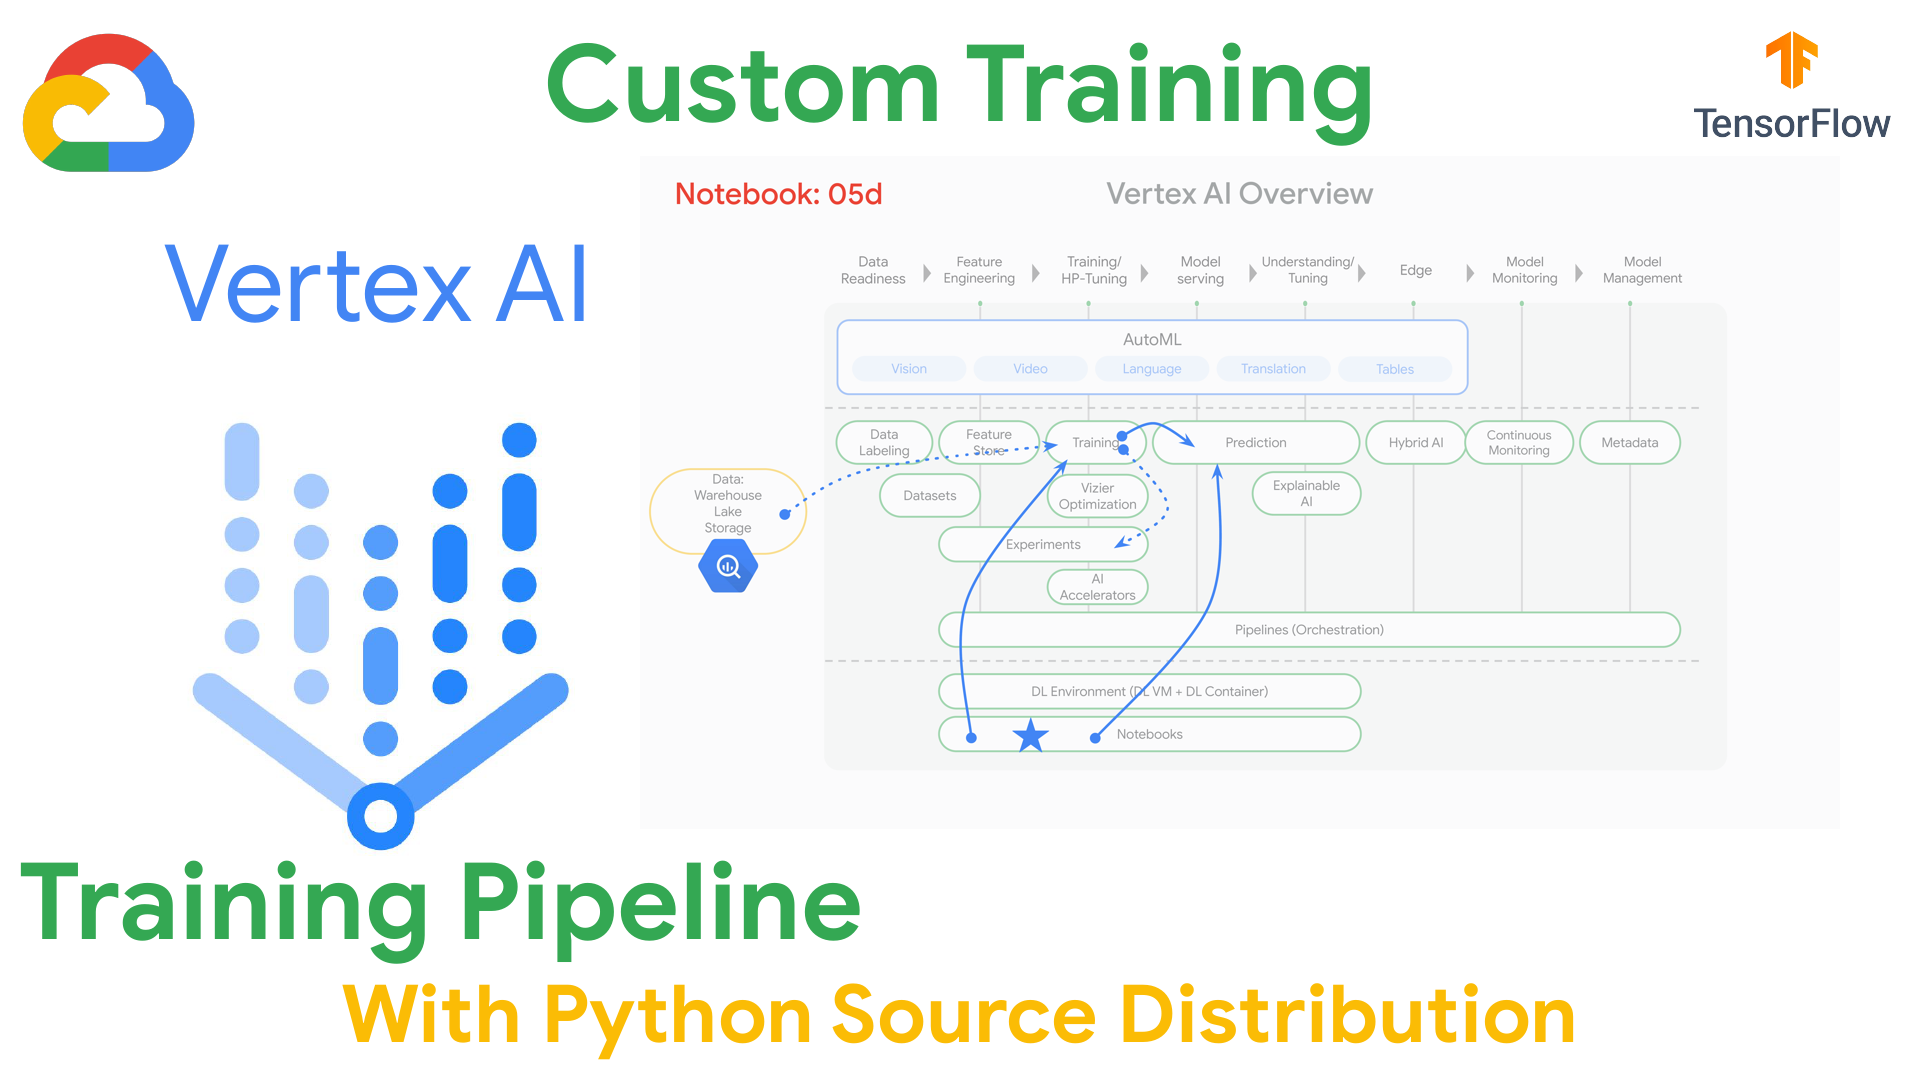 Custom Training
TensorFlow
Notebook: 05d
Vertex AI Overview
Vertex AI
Data
Readiness
Feature
Engineering
Training/
HP-Tuning
Model
serving
Understanding/
Tuning
Edge
Model
Monitoring
Model
Management
AutoML
Vision
Video
Language
Translation
Tables
Data
Labeling
Feature
Store
Training
Prediction
Hybrid AI
Continuous
Monitoring
Metadata
Data:
Warehouse
Lake
Storage
Datasets
Vizier
Optimization
Explainable
AI
Experiments
AI
Accelerators
Pipelines (Orchestration)
DL Environment (DL VM + DL Container)
Notebooks
Training Pipeline
With Python Source Distribution